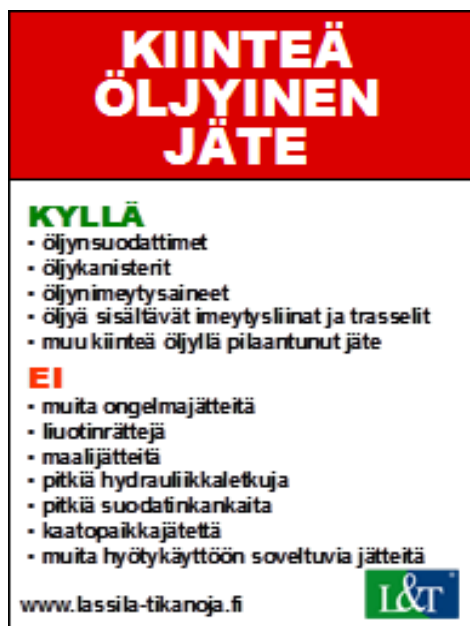 KIINTEÄ
ÖLJYINEN
JÄTE
KYLLÄ
- öljynsuodattimet
- öljykanisterit
- öljynimeytysaineet
- öljyä sisältävät imeytysliinat ja trasselit
- muu kiinteä öljyllä pilaantunut jäte
EI
- muita ongelmajätteitä
- liuotinrättejä
- maalijätteitä
- pitkiä hydrauliikkaletkuja
- pitkiä suodatinkankaita
- kaatopaikkajätettä
- muita hyötykäyttöön soveltuvia jätteitä
www.lassila-tikanoja.fi
L&T